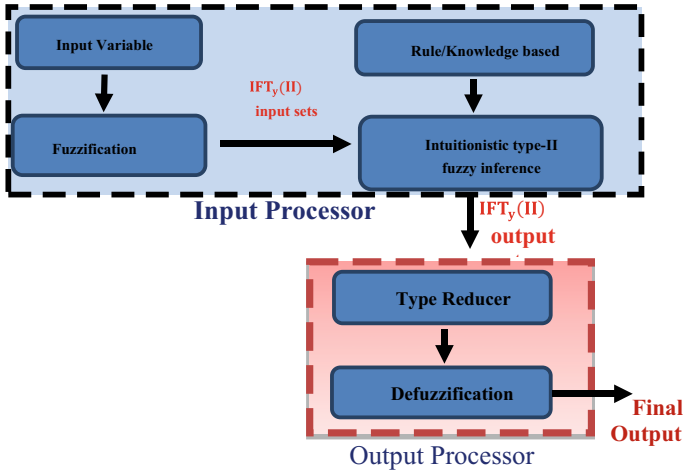 Input Variable
Rule/Knowledge based
IFTy(II)
input sets
Fuzzification
Intuitionistic type-II
fuzzy inference
Input Processor
IFTy(II)
output
Type Reducer
Defuzzification
Final
Output
Output Processor